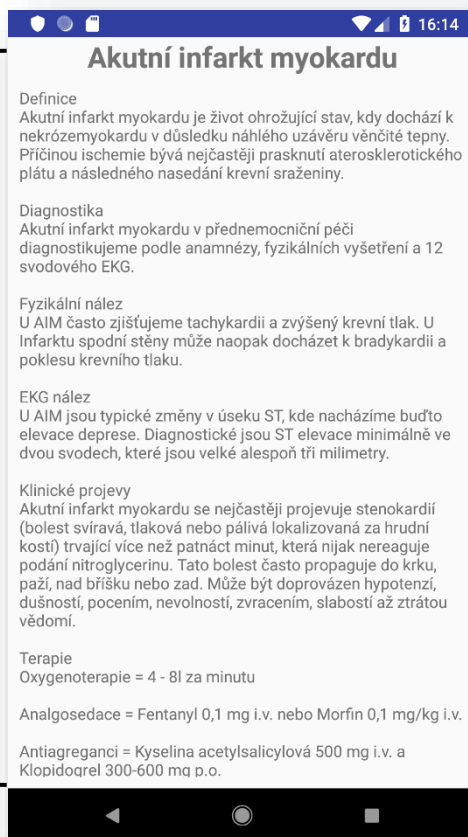 16:14
Akutní infarkt myokardu
Definice
Akutní infarkt myokardu je život ohrožující stav, kdy dochází k
nekrózemyokardu v důsledku náhlého uzávěru věnčité tepny.
Příčinou ischemie bývá nejčastěji prasknutí aterosklerotického
plátu a následného nasedání krevní sraženiny.
Diagnostika
Akutní infarkt myokardu v přednemocniční péči
diagnostikujeme podle anamnézy, fyzikálních vyšetření a 12
svodového EKG.
Fyzikální nález
U AIM často zjišťujeme tachykardii a zvýšený krevní tlak. U
Infarktu spodní stěny může naopak docházet k bradykardii a
poklesu krevního tlaku.
EKG nález
U AIM jsou typické změny v úseku ST, kde nacházíme buďto
elevace deprese. Diagnostické jsou ST elevace minimálně ve
dvou svodech, které jsou velké alespoň tři milimetry.
Klinické projevy
Akutní infarkt myokardu se nejčastěji projevuje stenokardií
(bolest svíravá, tlaková nebo pálivá lokalizovaná za hrudní
kostí) trvající více než patnáct minut, která nijak nereaguje
podání nitroglycerinu. Tato bolest často propaguje do krku,
paží, nad bříšku nebo zad. Může být doprovázen hypotenzí,
dušností, pocením, nevolností, zvracením, slabostí až ztrátou
vědomí.
Terapie
Oxygenoterapie = 4 - 8l za minutu
Analgosedace = Fentanyl 0,1 mg i.v. nebo Morfin 0,1 mg/kg i.v.
Antiagreganci = Kyselina acetylsalicylová 500 mg i.v. a
Klopidogrel 300-600 mg p.o.